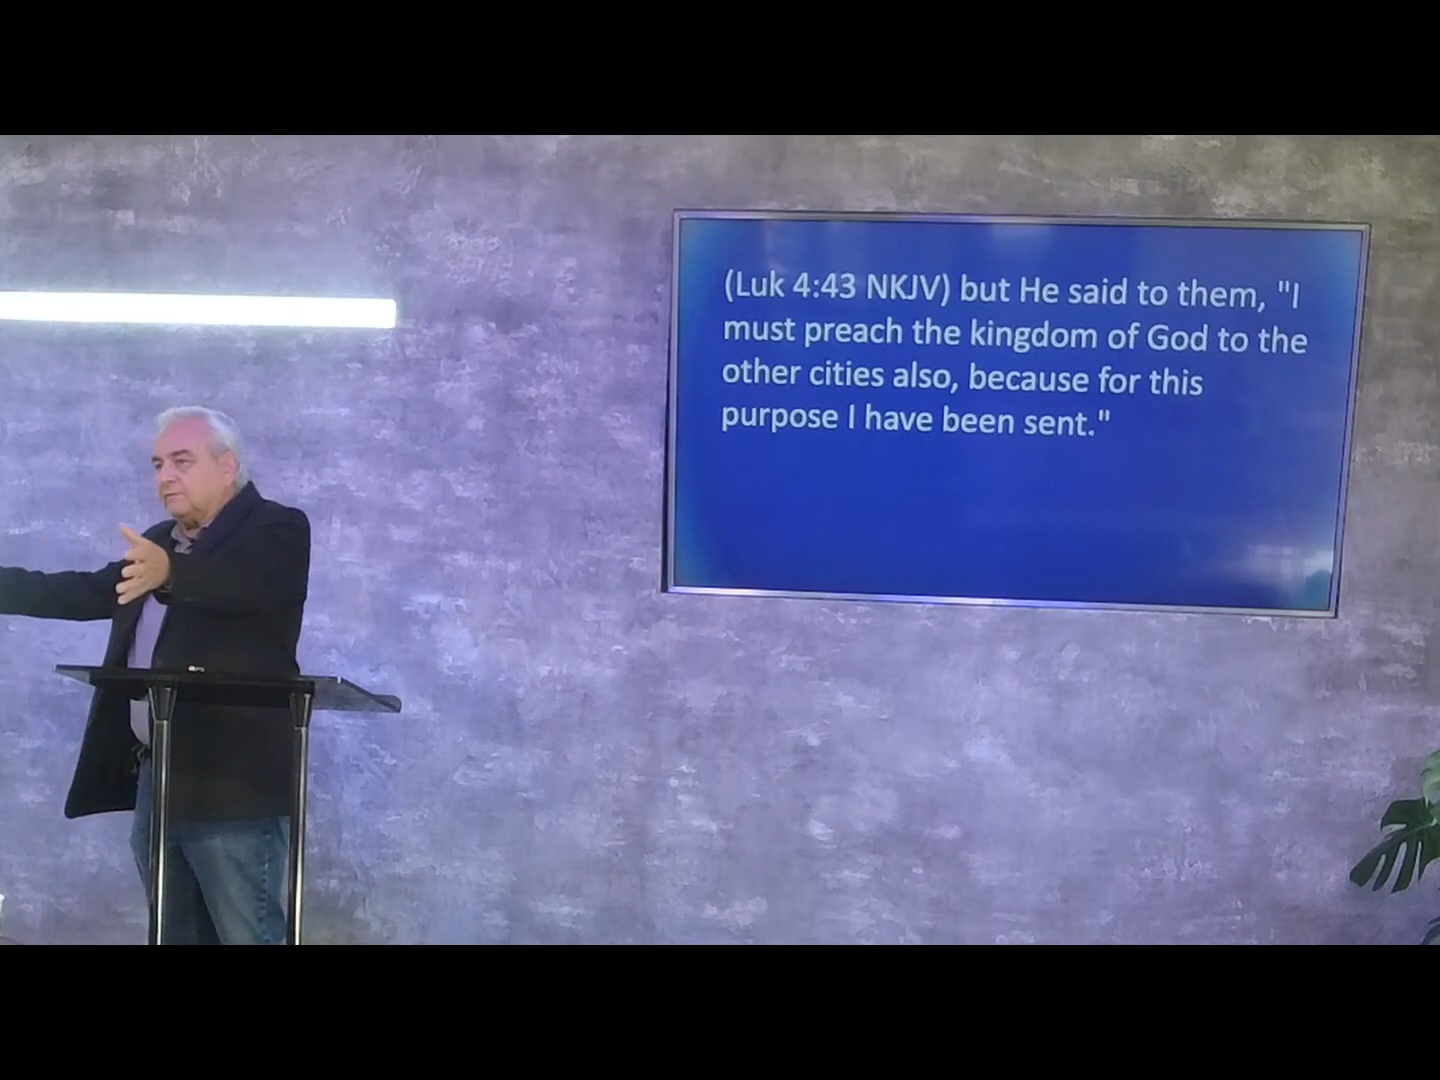 (Luk 4:43 NKJV) but He said to them, "I
must preach the kingdom of God to the
other cities also, because for this
purpose I have been sent."